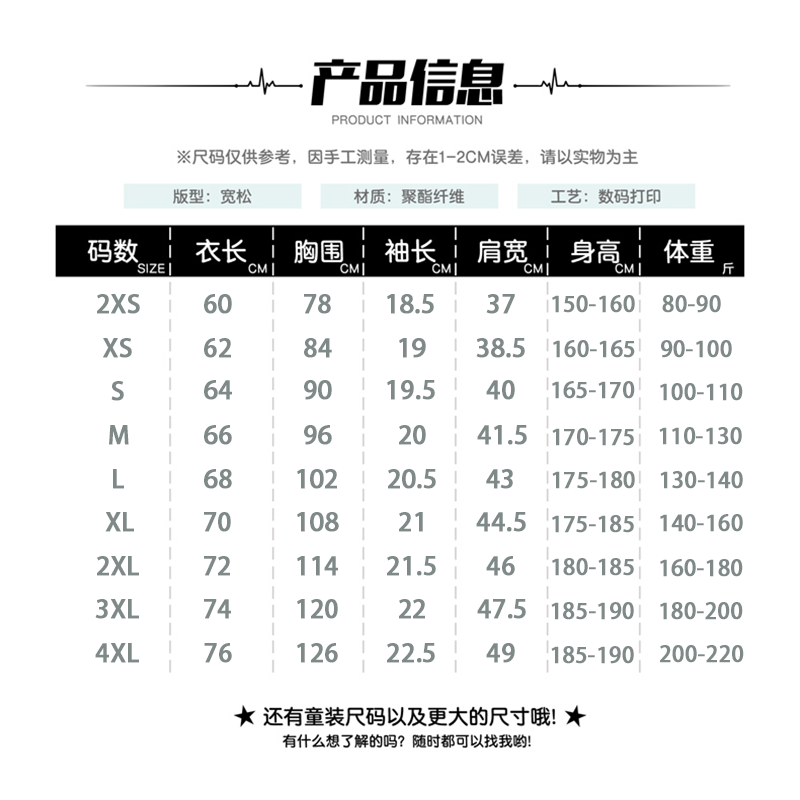 产品信息
PRODUCT INFORMATION
※尺码仅供参考，因手工测量，存在1-2CM误差，请以实物为主
版型：宽松 材质：聚酯纤维 工艺：数码打印
码数 SIZE 衣长 CM 胸围 CM 袖长 CM 肩宽 CM 身高 CM 体重 斤
2XS 60 78 18.5 37 150-160 80-90
XS 62 84 19 38.5 160-165 90-100
S 64 90 19.5 40 165-170 100-110
M 66 96 20 41.5 170-175 110-130
L 68 102 20.5 43 175-180 130-140
XL 70 108 21 44.5 175-185 140-160
2XL 72 114 21.5 46 180-185 160-180
3XL 74 120 22 47.5 185-190 180-200
4XL 76 126 22.5 49 185-190 200-220
★ 还有童装尺码以及更大的尺寸哦! ★
有什么想了解的吗？随时都可以找我哟!